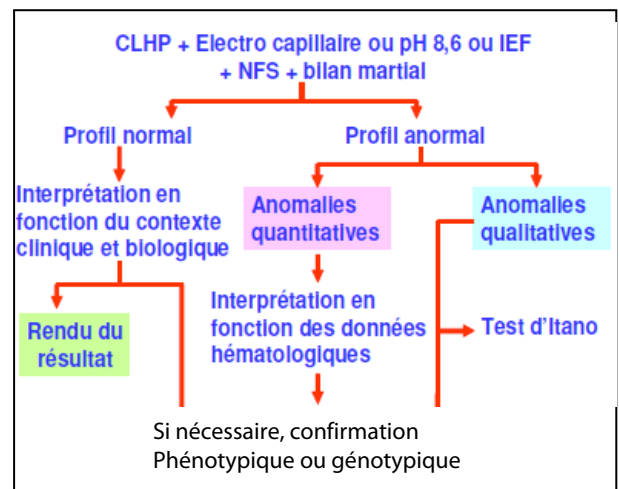 CLHP + Electro capillaire ou pH 8,6 ou IEF
+ NFS + bilan martial
Profil normal
Profil anormal
Interprétation en
fonction du contexte
clinique et biologique
Anomalies
quantitatives
Anomalies
qualitatives
Rendu du
résultat
Interprétation en
fonction des données
hématologiques
Test d'Itano
Si nécessaire, confirmation
Phénotypique ou génotypique